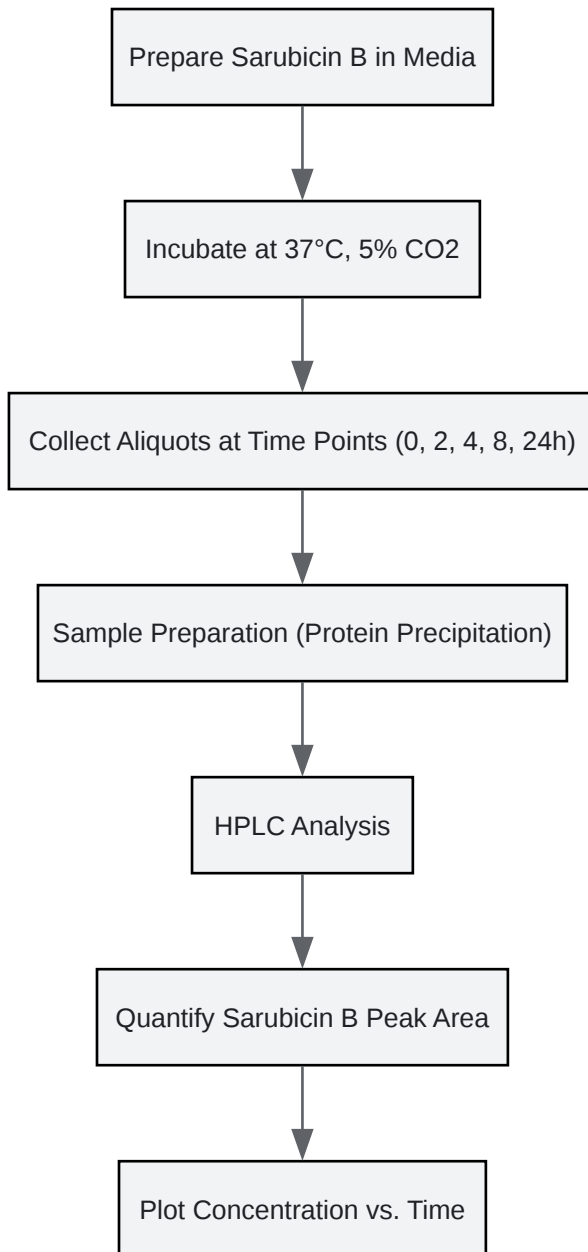 Prepare Sarubicin B in Media
Incubate at 37°C, 5% CO2
Collect Aliquots at Time Points (0, 2, 4, 8, 24h)
Sample Preparation (Protein Precipitation)
HPLC Analysis
Quantify Sarubicin B Peak Area
Plot Concentration vs. Time